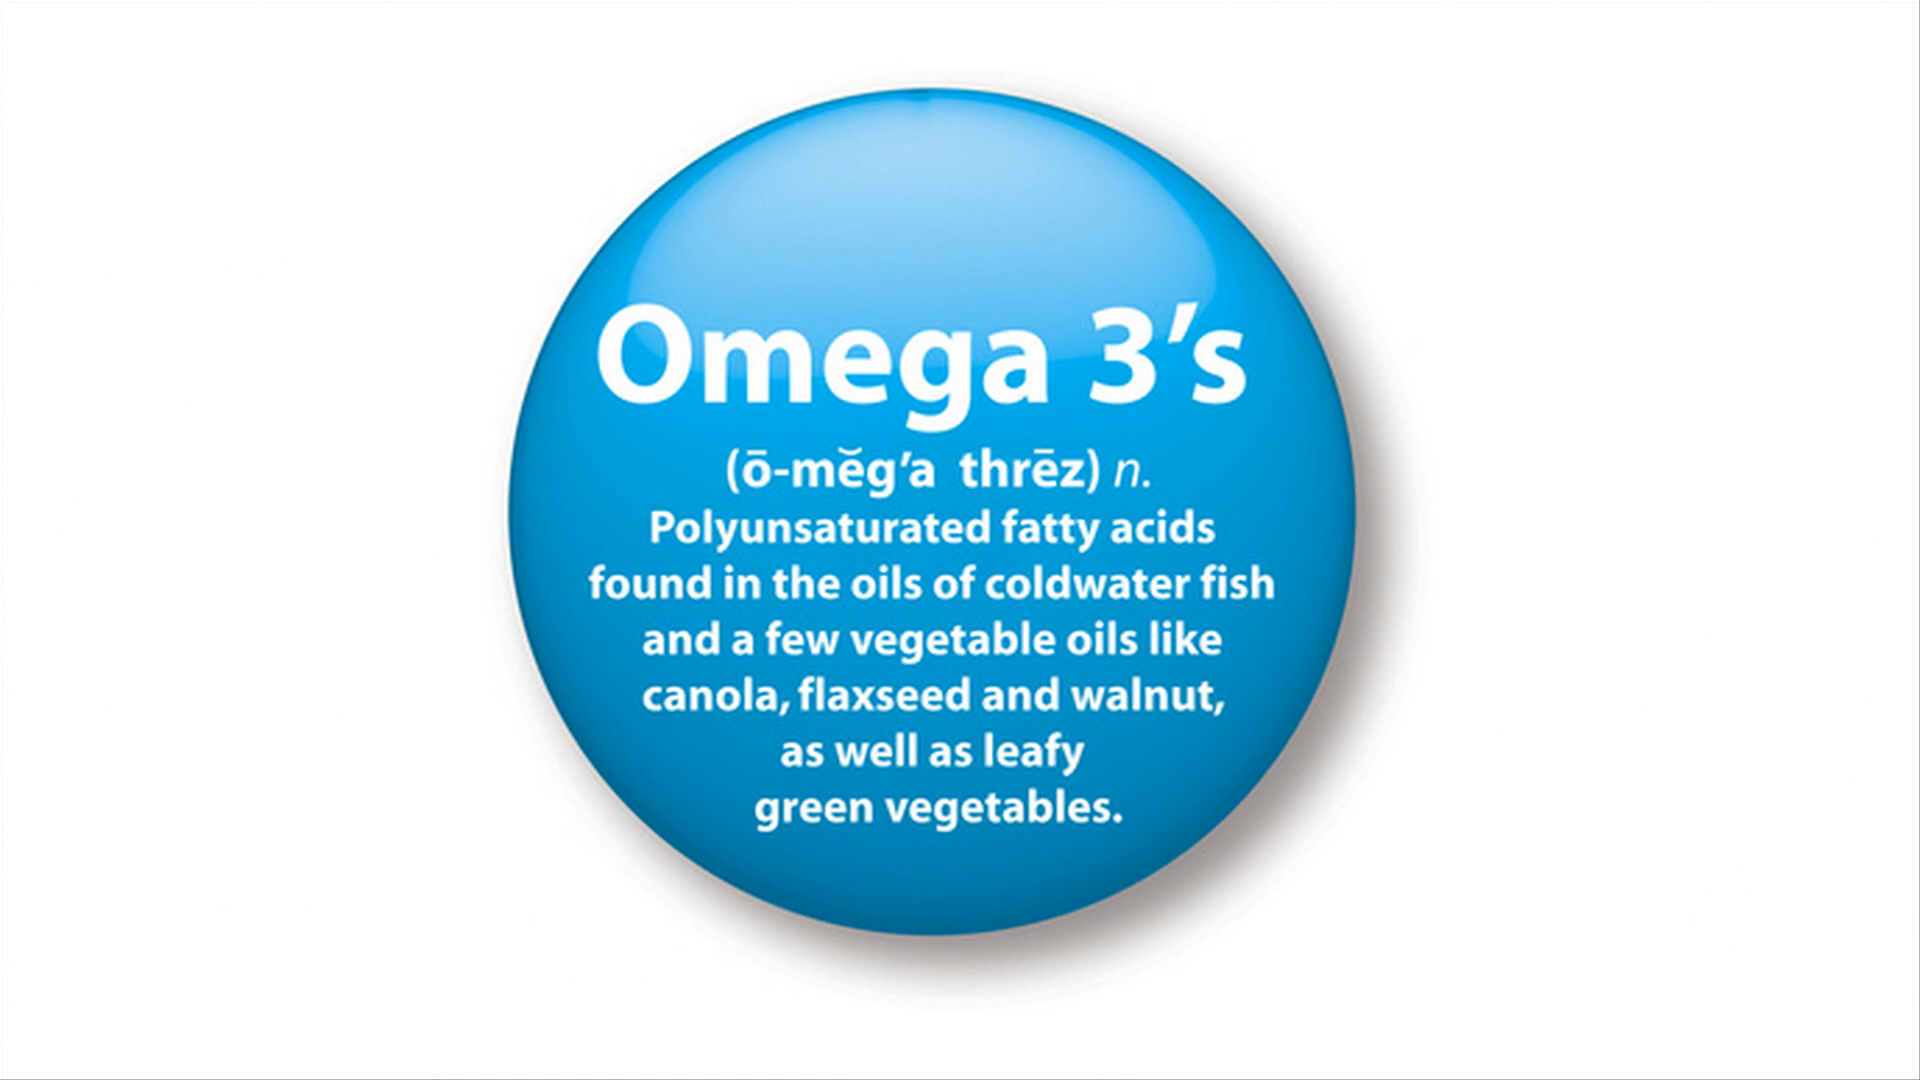 Omega 3’s
(ō-mĕg’a thrēz) n.
Polyunsaturated fatty acids
found in the oils of coldwater fish
and a few vegetable oils like
canola, flaxseed and walnut,
as well as leafy
green vegetables.